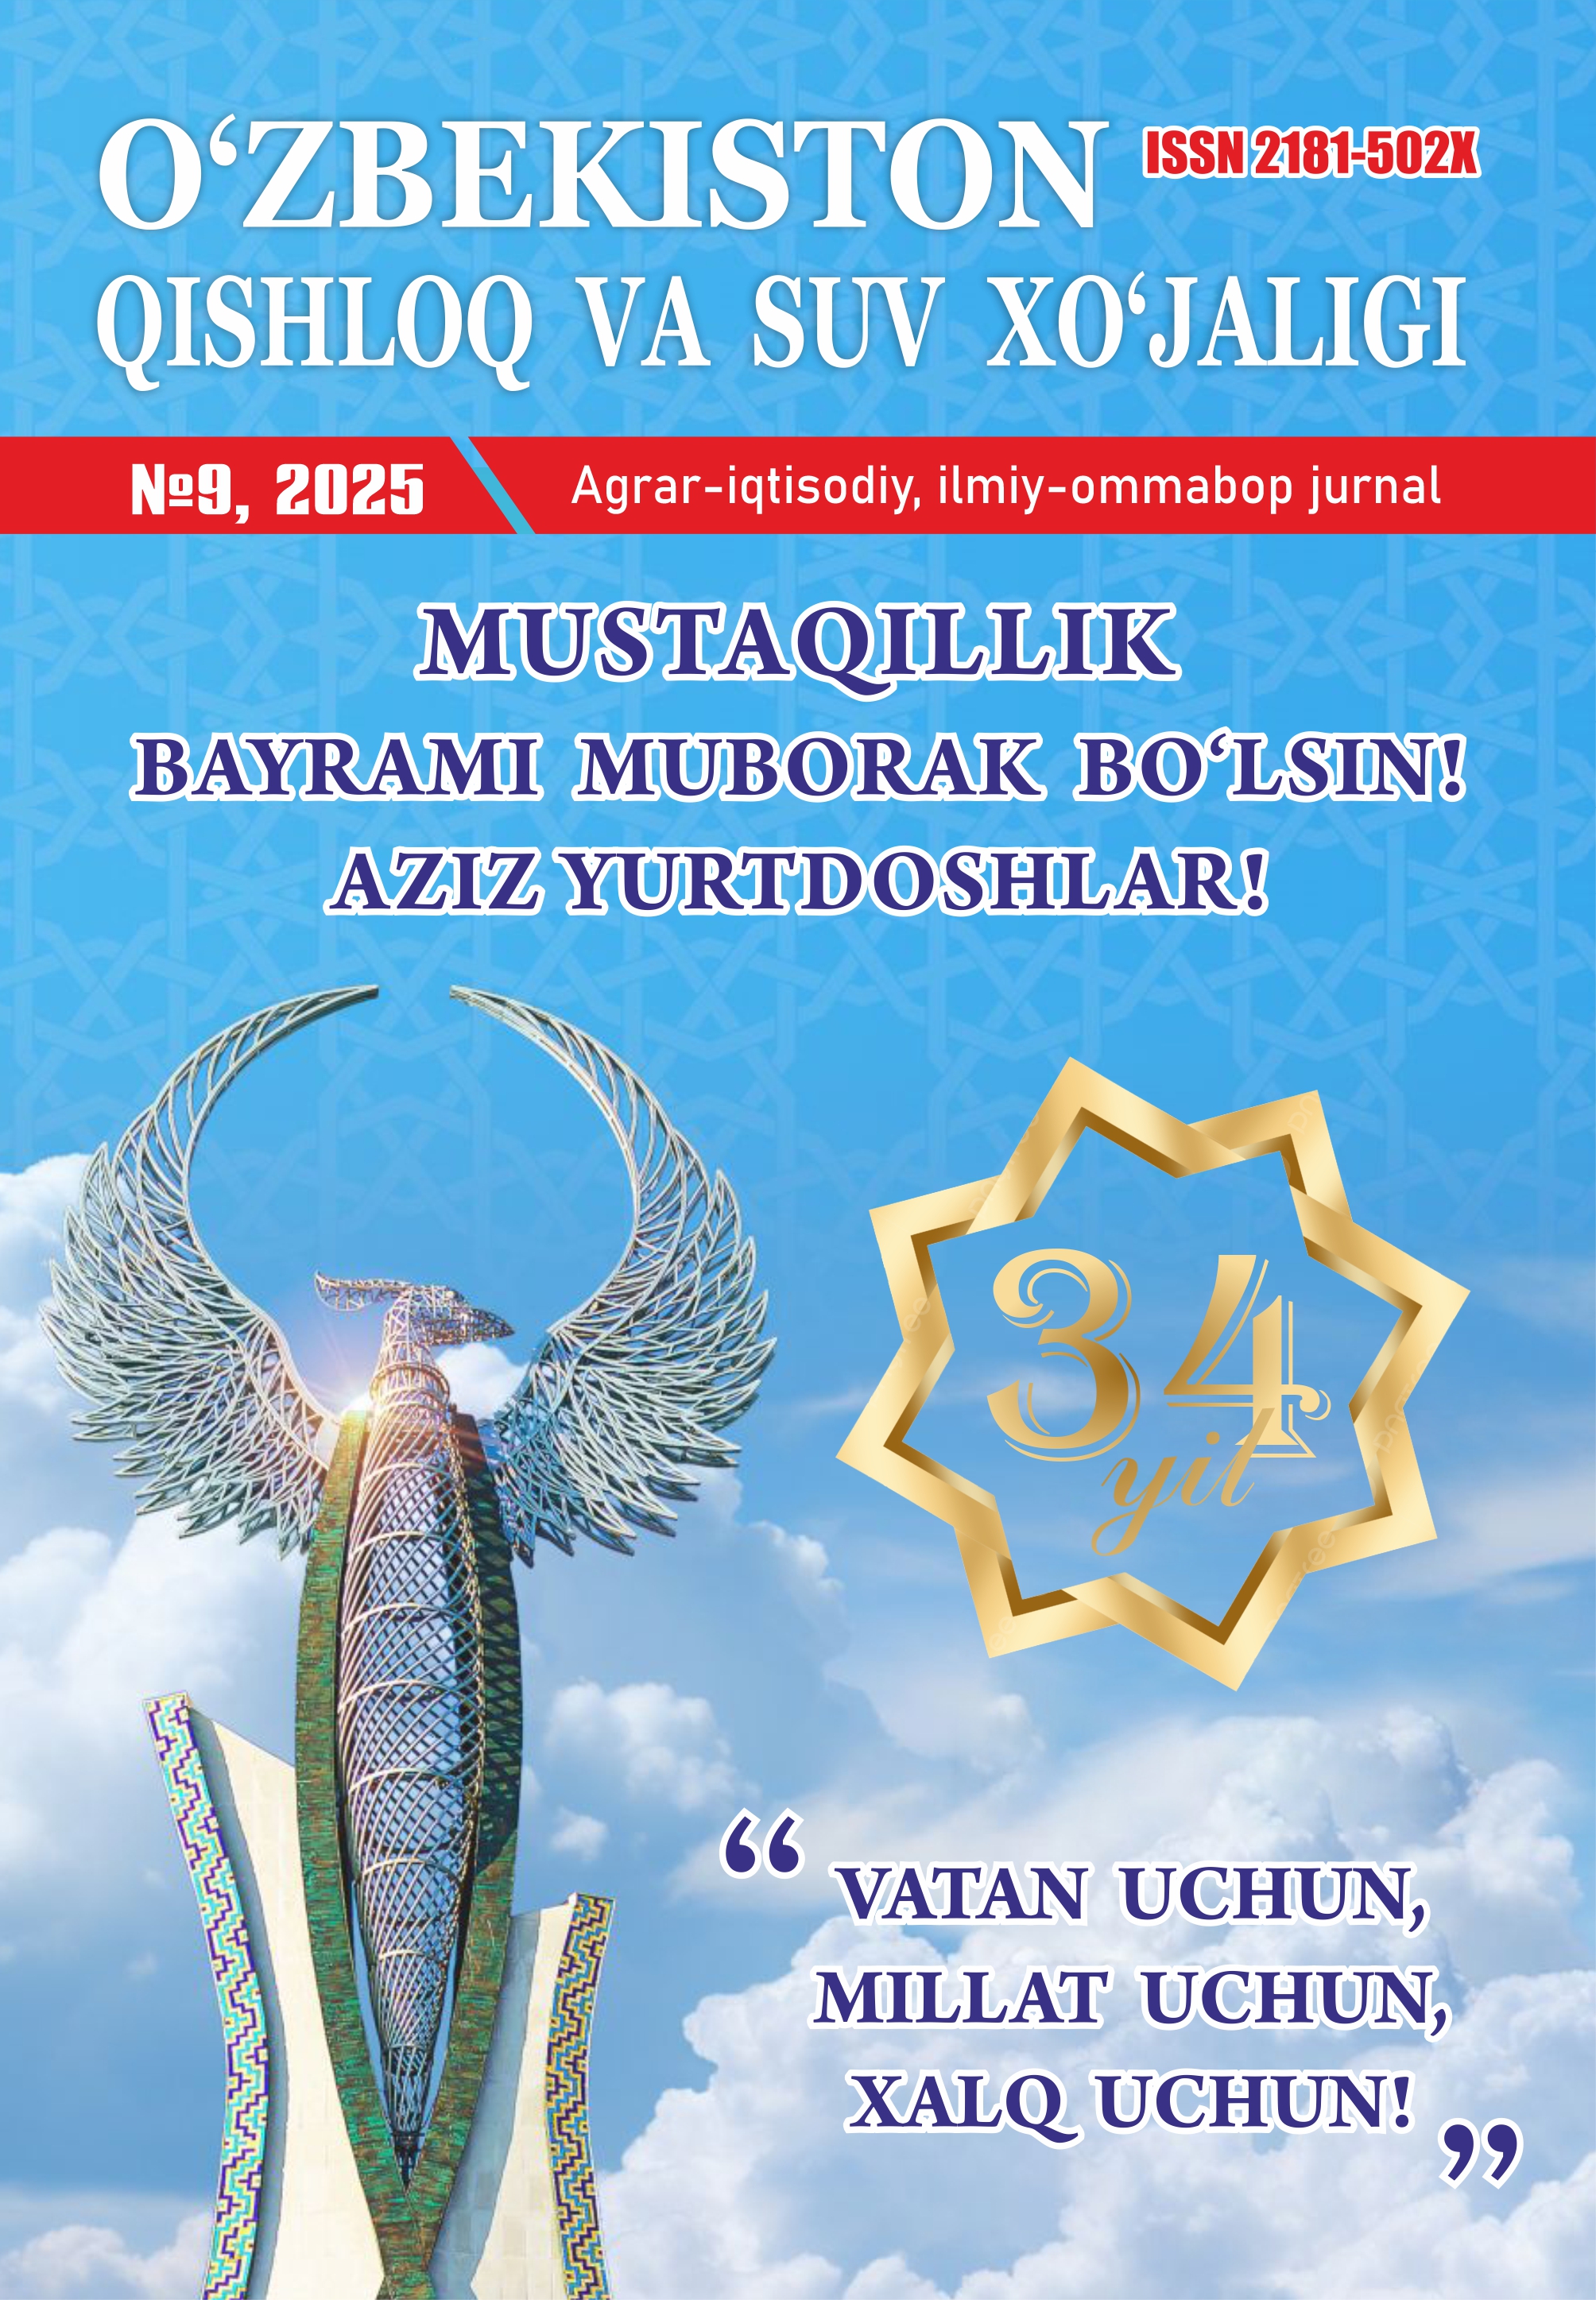 O‘ZBEKISTON
ISSN 2181-502X
QISHLOQ VA SUV XO‘JALIGI
№9, 2025
Agrar-iqtisodiy, ilmiy-ommabop jurnal
MUSTAQILLIK
BAYRAMI MUBORAK BO‘LSIN!
AZIZ YURTDOSHLAR!
34
yil
“VATAN UCHUN,
MILLAT UCHUN,
XALQ UCHUN!”